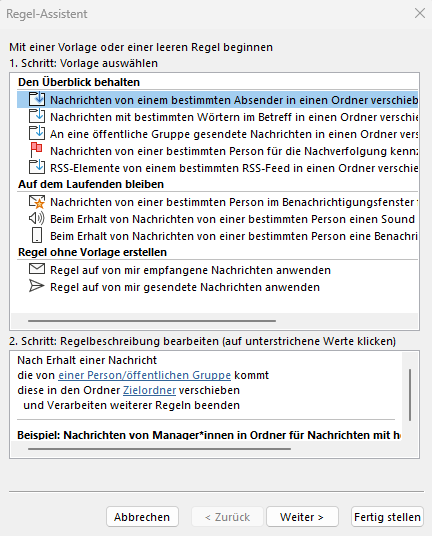 Regel-Assistent
Mit einer Vorlage oder einer leeren Regel beginnen
1. Schritt: Vorlage auswählen
Den Überblick behalten
Nachrichten von einem bestimmten Absender in einen Ordner verschieb
Nachrichten mit bestimmten Wörtern im Betreff in einen Ordner verschie
An eine öffentliche Gruppe gesendete Nachrichten in einen Ordner vers
Nachrichten von einer bestimmten Person für die Nachverfolgung kennz
RSS-Elemente von einem bestimmten RSS-Feed in einen Ordner verschie
Auf dem Laufenden bleiben
Nachrichten von einer bestimmten Person im Benachrichtigungsfenster
Beim Erhalt von Nachrichten von einer bestimmten Person einen Sound
Beim Erhalt von Nachrichten von einer bestimmten Person eine Benachri
Regel ohne Vorlage erstellen
Regel auf von mir empfangene Nachrichten anwenden
Regel auf von mir gesendete Nachrichten anwenden
2. Schritt: Regelbeschreibung bearbeiten (auf unterstrichene Werte klicken)
Nach Erhalt einer Nachricht
die von einer Person/öffentlichen Gruppe kommt
diese in den Ordner Zielordner verschieben
und Verarbeiten weiterer Regeln beenden
Beispiel: Nachrichten von Manager*innen in Ordner für Nachrichten mit h
Abbrechen < Zurück Weiter > Fertig stellen